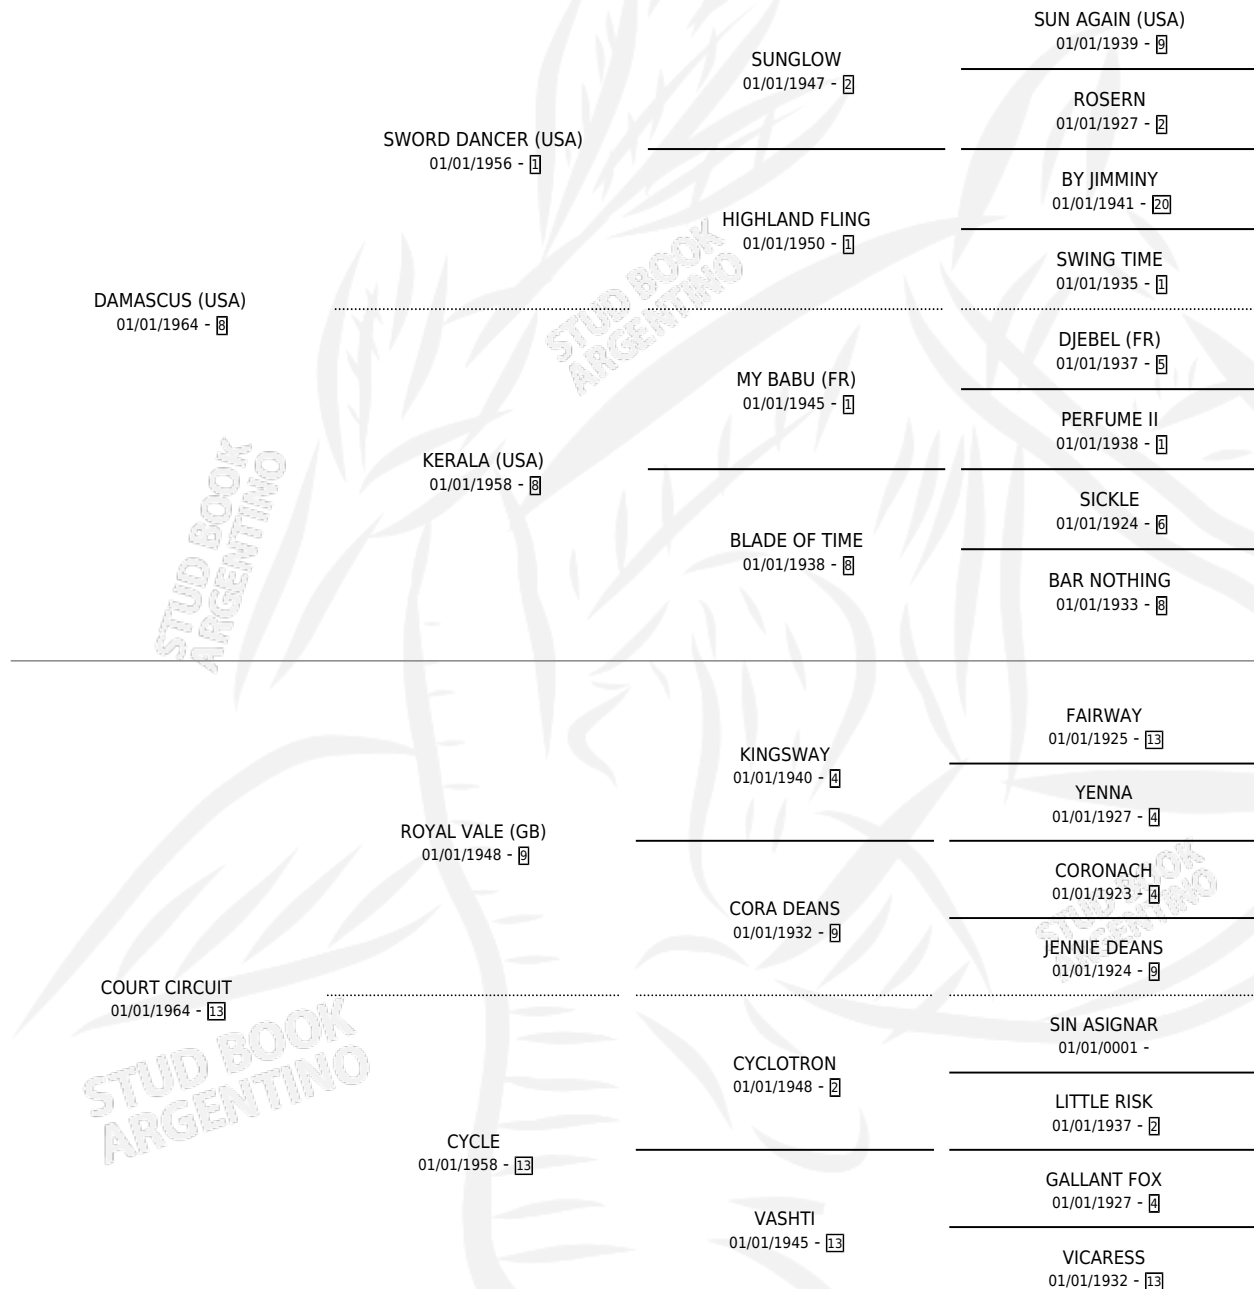 SUN AGAIN (USA)
01/01/1939 - 9
SUNGLOW
01/01/1947 - 2
ROSERN
01/01/1927 - 2
SWORD DANCER (USA)
01/01/1956 - 1
BY JIMMINY
01/01/1941 - 20
HIGHLAND FLING
01/01/1950 - 1
SWING TIME
01/01/1935 - 1
DAMASCUS (USA)
01/01/1964 - 8
STUD BOOK
ARGENTINO
DJEBEL (FR)
01/01/1937 - 5
MY BABU (FR)
01/01/1945 - 1
PERFUME II
01/01/1938 - 1
KERALA (USA)
01/01/1958 - 8
SICKLE
01/01/1924 - 6
BLADE OF TIME
01/01/1938 - 8
BAR NOTHING
01/01/1933 - 8
STUD BOOK
ARGENTINO
FAIRWAY
01/01/1925 - 13
KINGSWAY
01/01/1940 - 4
YENNA
01/01/1927 - 4
ROYAL VALE (GB)
01/01/1948 - 9
CORONACH
01/01/1923 - 4
CORA DEANS
01/01/1932 - 9
JENNIE DEANS
01/01/1924 - 9
STUD BOOK
ARGENTINO
COURT CIRCUIT
01/01/1964 - 13
SIN ASIGNAR
01/01/0001 -
CYCLOTRON
01/01/1948 - 2
LITTLE RISK
01/01/1937 - 2
STUD BOOK
ARGENTINO
CYCLE
01/01/1958 - 13
GALLANT FOX
01/01/1927 - 4
VASHTI
01/01/1945 - 13
VICARESS
01/01/1932 - 13